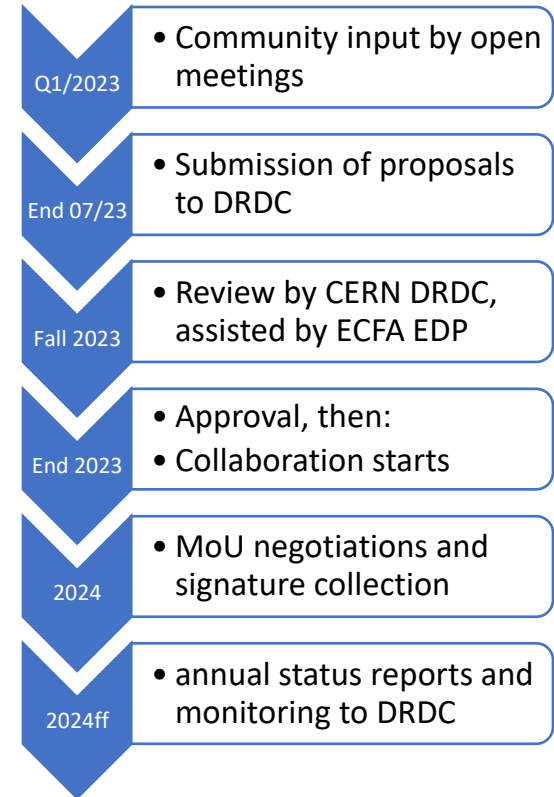 Q1/2023
• Community input by open
meetings
End 07/23
• Submission of proposals
to DRDC
Fall 2023
• Review by CERN DRDC,
assisted by ECFA EDP
End 2023
• Approval, then:
• Collaboration starts
2024
• MoU negotiations and
signature collection
2024ff
• annual status reports and
monitoring to DRDC